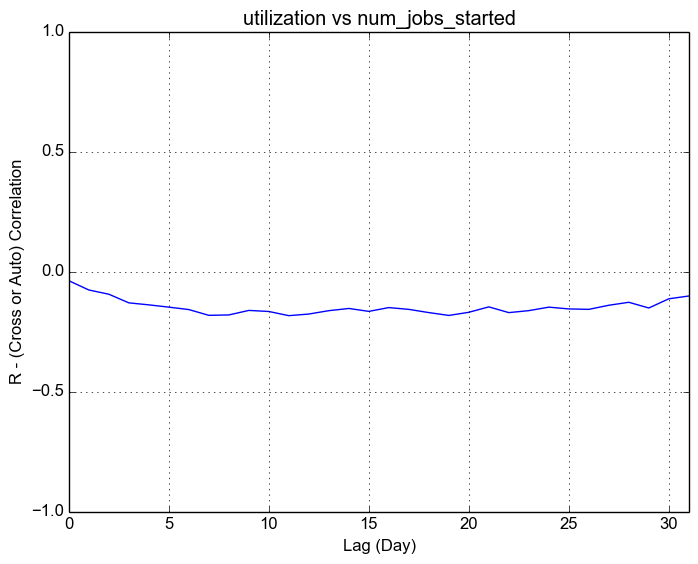 utilization vs num_jobs_started
1.0
0.5
0.0
−0.5
−1.0
R - (Cross or Auto) Correlation
0 5 10 15 20 25 30
Lag (Day)